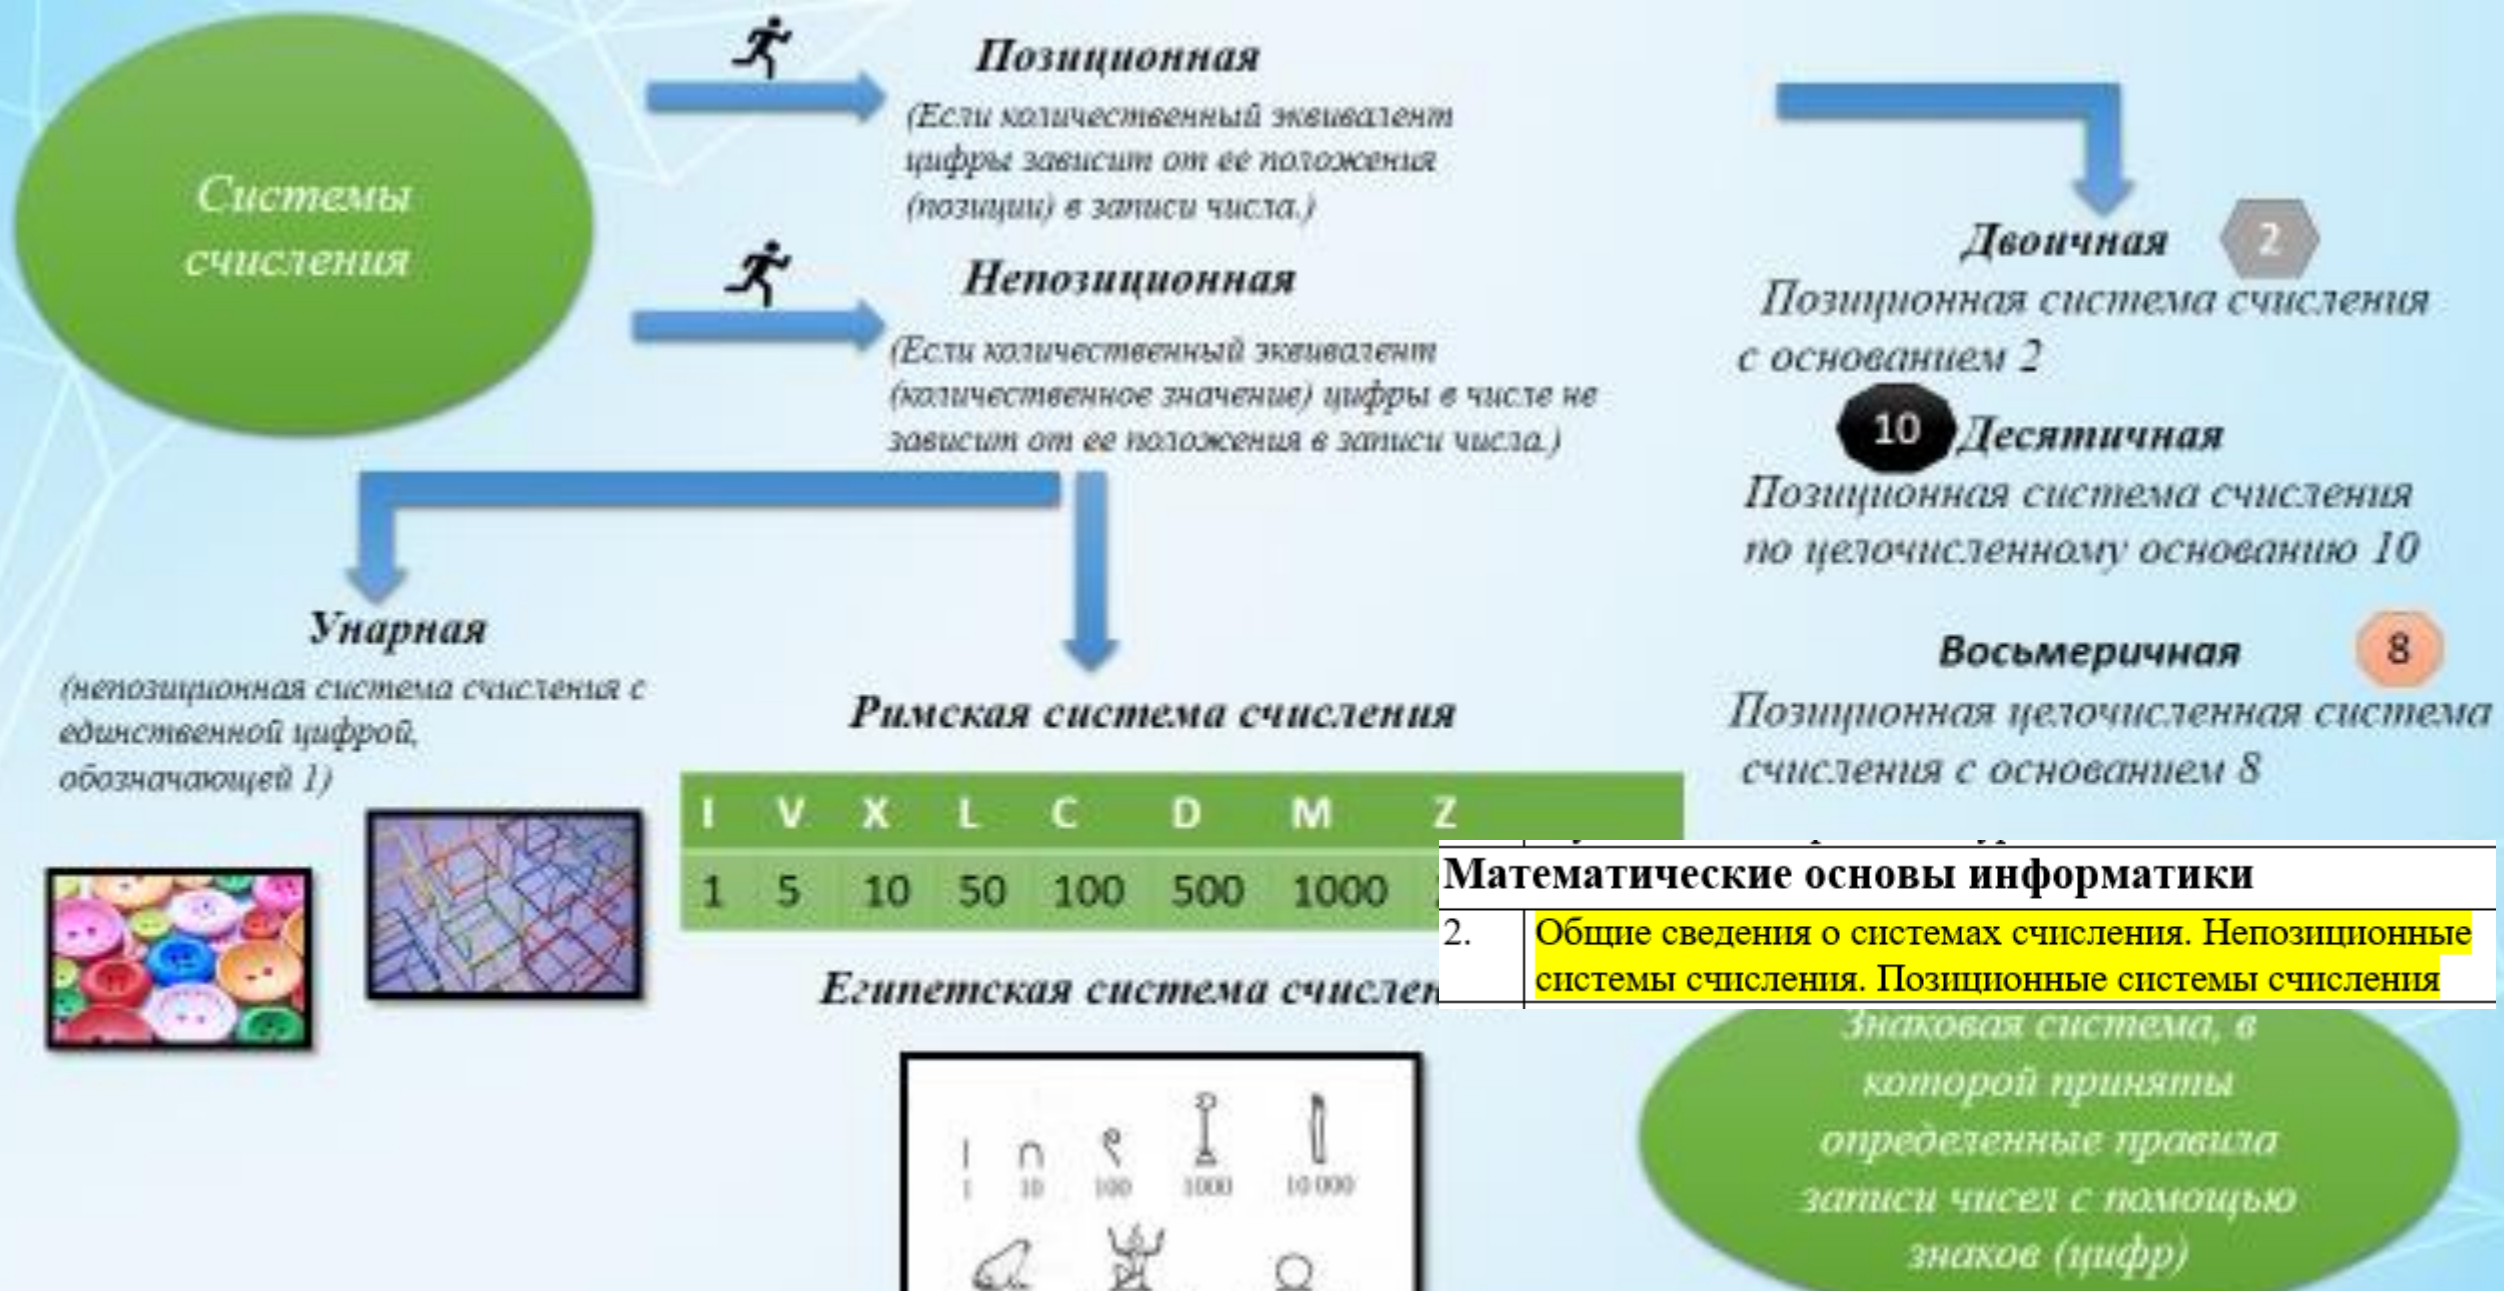 Системы
счисления
Позиционная
(Если количественный эквивалент
цифры зависит от ее положения
(позиции) в записи числа.)
Непозиционная
(Если количественный эквивалент
(количественное значение) цифры в числе не
зависит от ее положения в записи числа.)
Двоичная 2
Позиционная система счисления
с основанием 2
10 Десятичная
Позиционная система счисления
по целочисленному основанию 10
Восьмеричная 8
Позиционная целочисленная система
счисления с основанием 8
Унарная
(непозиционная система счисления с
единственной цифрой,
обозначающей 1)
Римская система счисления
I V X L C D M Z
1 5 10 50 100 500 1000
Египетская система
1 10 100 1000 10 000
Математические основы информатики
2. Общие сведения о системах счисления. Непозиционные
системы счисления. Позиционные системы счисления
Знаковая система, в
которой приняты
определенные правила
записи чисел с помощью
знаков (цифр)